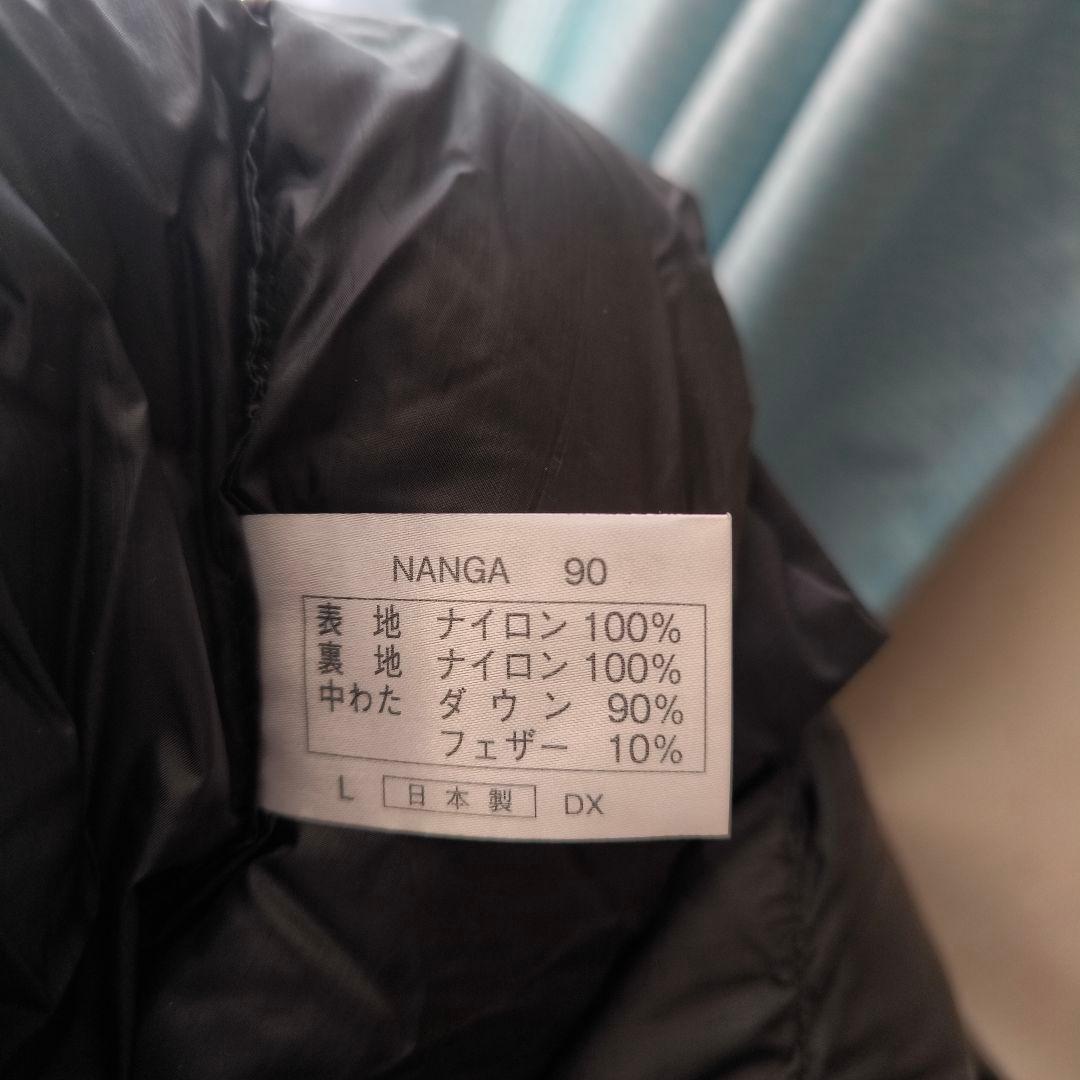 NANGA 90
表地 ナイロン 100%
裏地 ナイロン 100%
中わた ダウン 90%
フェザー 10%
L 日本製 DX